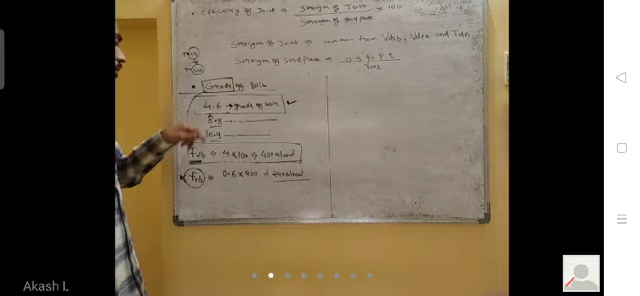 • Efficiency of Joint ⇒ Strength of Joint / Strength of solid plate × 100
Strength of Joint ⇒ minimum from Vdsb, Vdpb and Tdn
Strength of solid plate ⇒ 0.9 fu p t
• Grade of Bolt
4.6 → grade of bolt ✓
8.8
10.9
fub ⇒ 4 × 100 ⇒ 400 N/mm²
fyb ⇒ 0.6 × 400 ⇒ 240 N/mm²
Akash L